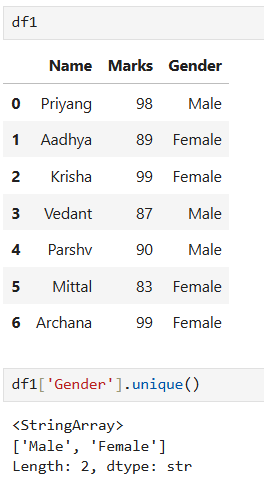 df1
Name Marks Gender
0 Priyang 98 Male
1 Aadhya 89 Female
2 Krisha 99 Female
3 Vedant 87 Male
4 Parshv 90 Male
5 Mittal 83 Female
6 Archana 99 Female
df1['Gender'].unique()
<StringArray>
['Male', 'Female']
Length: 2, dtype: str